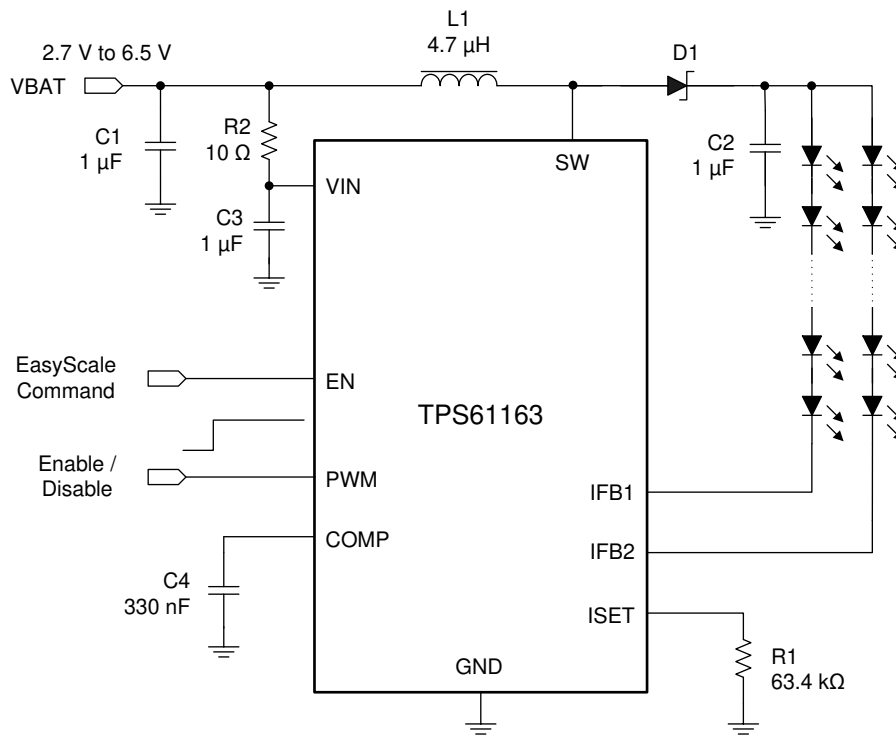 L1
4.7 µH
2.7 V to 6.5 V
VBAT
D1
C1
1 µF
R2
10 Ω
C2
1 µF
SW
VIN
C3
1 µF
EasyScale
Command
EN
TPS61163
Enable /
Disable
PWM
IFB1
COMP
IFB2
C4
330 nF
ISET
GND
R1
63.4 kΩ